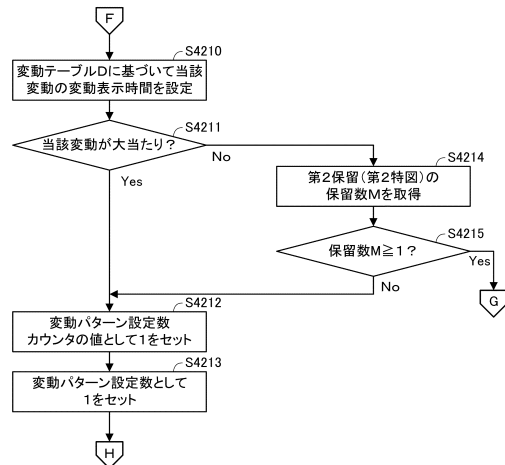 F
S4210
変動テーブルDに基づいて当該
変動の変動表示時間を設定
S4211
当該変動が大当たり？
No
Yes
S4214
第2保留(第2特図)の
保留数Mを取得
S4215
保留数M≧1？
Yes
No
G
S4212
変動パターン設定数
カウンタの値として1をセット
S4213
変動パターン設定数として
1をセット
H